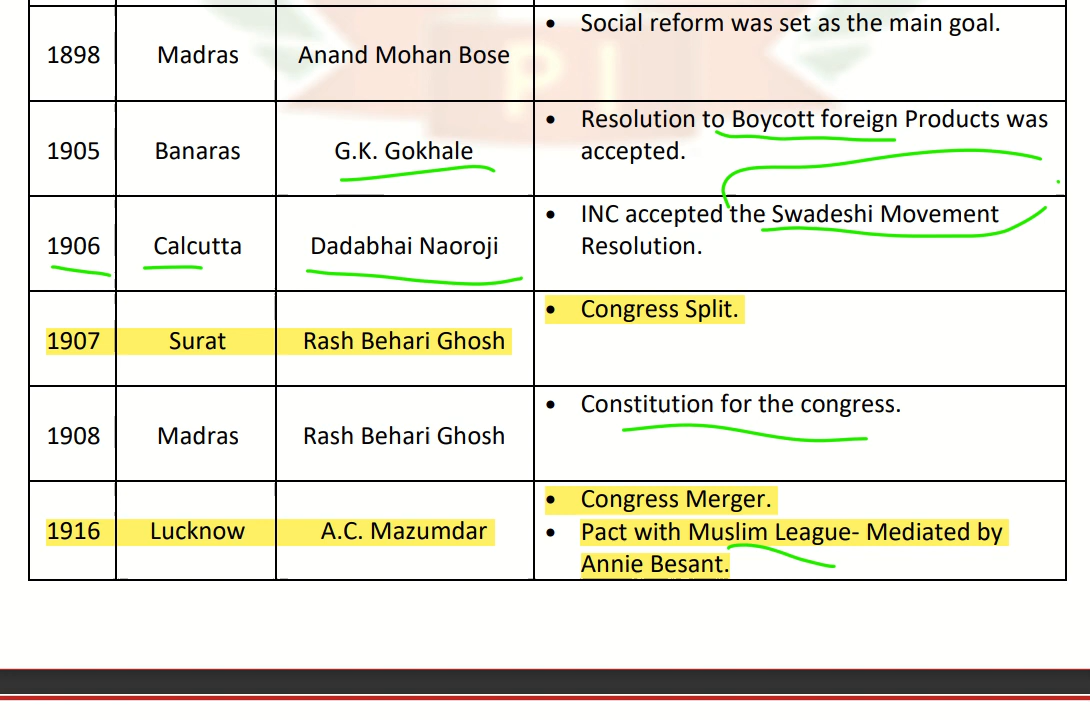 • Social reform was set as the main goal.
1898 Madras Anand Mohan Bose
• Resolution to Boycott foreign Products was
accepted.
1905 Banaras G.K. Gokhale
• INC accepted the Swadeshi Movement
Resolution.
1906 Calcutta Dadabhai Naoroji
• Congress Split.
1907 Surat Rash Behari Ghosh
• Constitution for the congress.
1908 Madras Rash Behari Ghosh
• Congress Merger.
1916 Lucknow A.C. Mazumdar
• Pact with Muslim League- Mediated by
Annie Besant.
P I